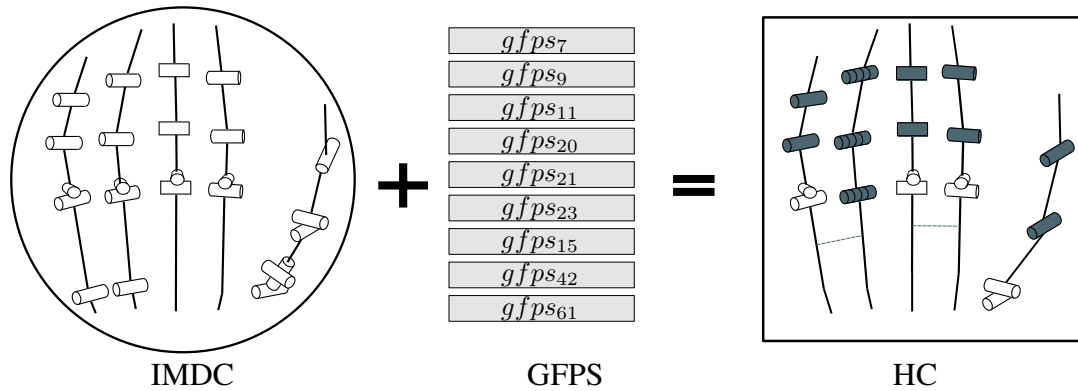 gfps₇
gfps₉
gfps₁₁
gfps₂₀
gfps₂₁
gfps₂₃
gfps₁₅
gfps₄₂
gfps₆₁
+ =
IMDC GFPS HC